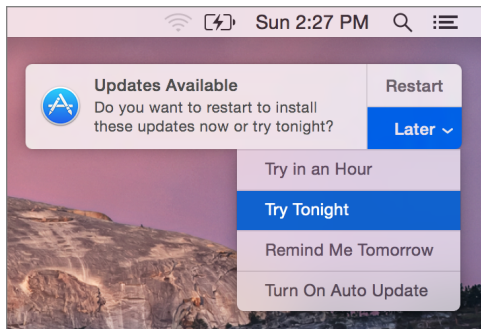 Sun 2:27 PM
Updates Available
Do you want to restart to install
these updates now or try tonight?
Restart
Later
Try in an Hour
Try Tonight
Remind Me Tomorrow
Turn On Auto Update